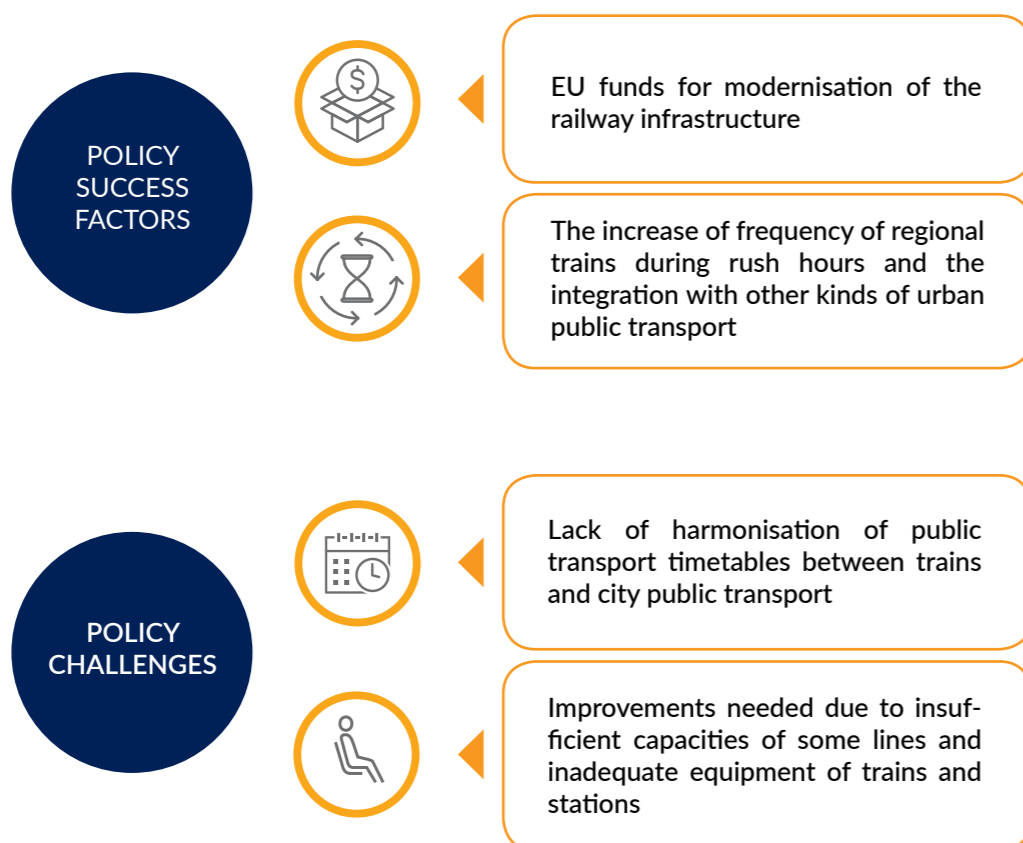 POLICY
SUCCESS
FACTORS
$
EU funds for modernisation of the
railway infrastructure
The increase of frequency of regional
trains during rush hours and the
integration with other kinds of urban
public transport
POLICY
CHALLENGES
Lack of harmonisation of public
transport timetables between trains
and city public transport
Improvements needed due to insuf-
ficient capacities of some lines and
inadequate equipment of trains and
stations